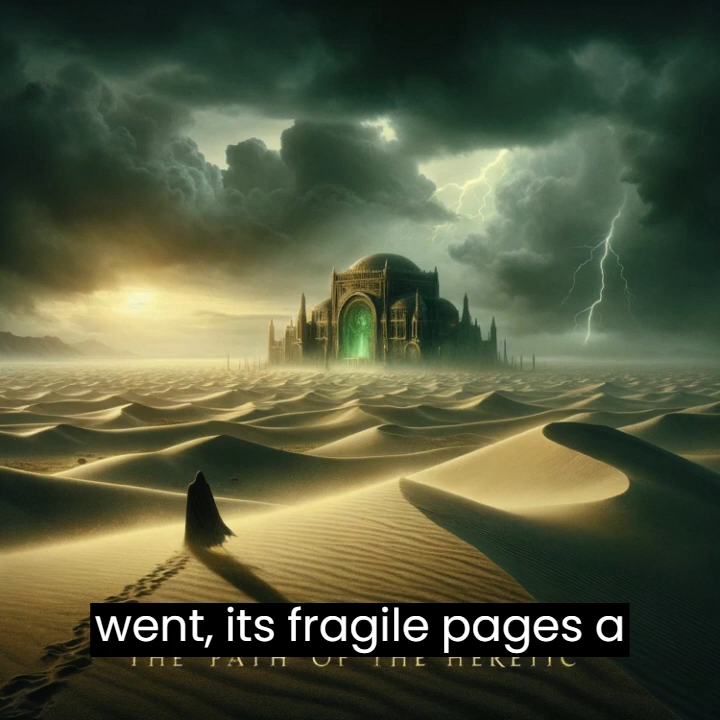 went, its fragile pages a
THE PATH OF THE HERETIC